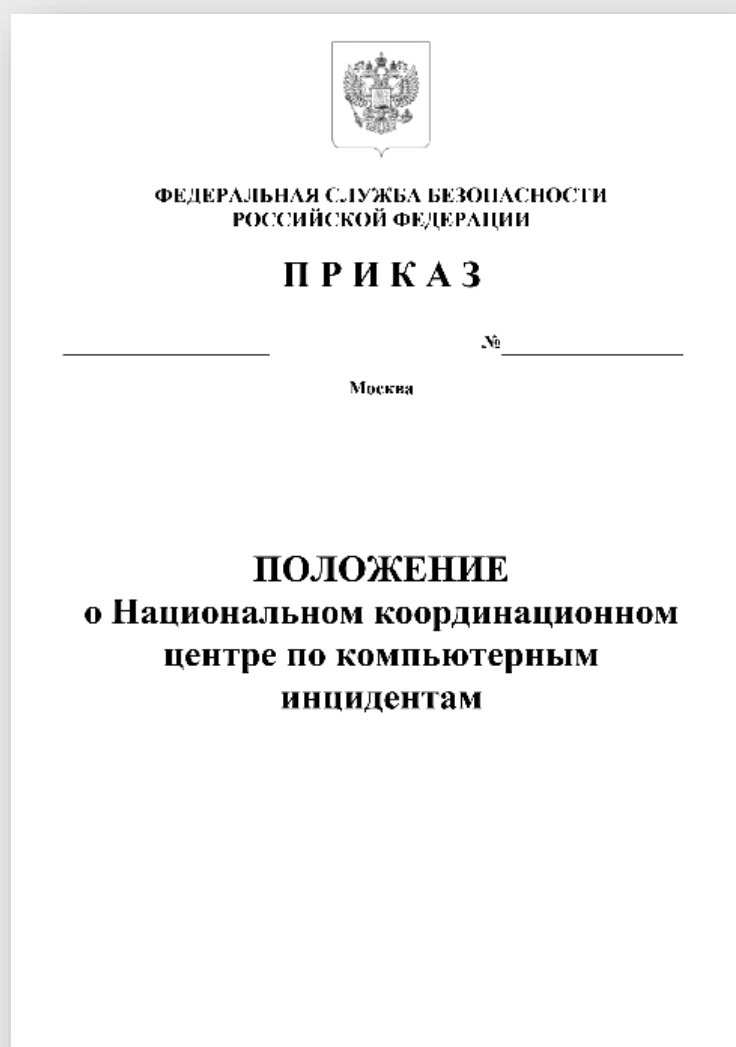 ФЕДЕРАЛЬНАЯ СЛУЖБА БЕЗОПАСНОСТИ
РОССИЙСКОЙ ФЕДЕРАЦИИ
П Р И К А З
№
Москва
ПОЛОЖЕНИЕ
о Национальном координационном
центре по компьютерным
инцидентам